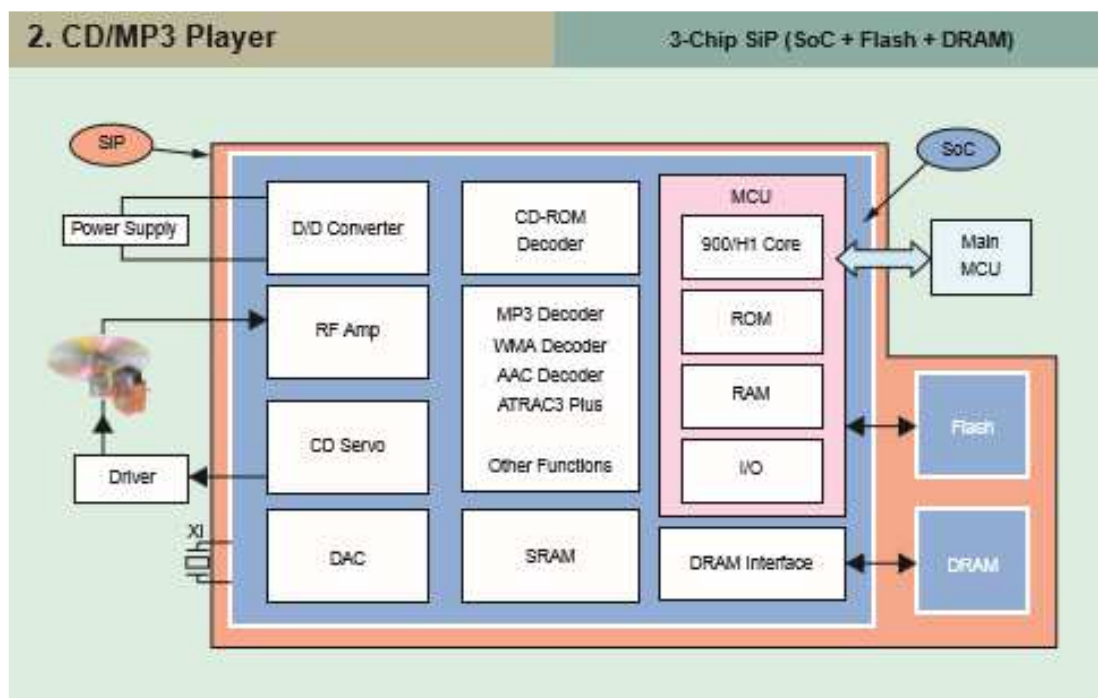 2. CD/MP3 Player
3-Chip SiP (SoC + Flash + DRAM)
SiP
SoC
Power Supply
D/D Converter
CD-ROM
Decoder
MCU
900/H1 Core
Main
MCU
RF Amp
MP3 Decoder
WMA Decoder
AAC Decoder
ATRAC3 Plus
Other Functions
ROM
RAM
I/O
Flash
CD Servo
Driver
XI
DAC
SRAM
DRAM Interface
DRAM